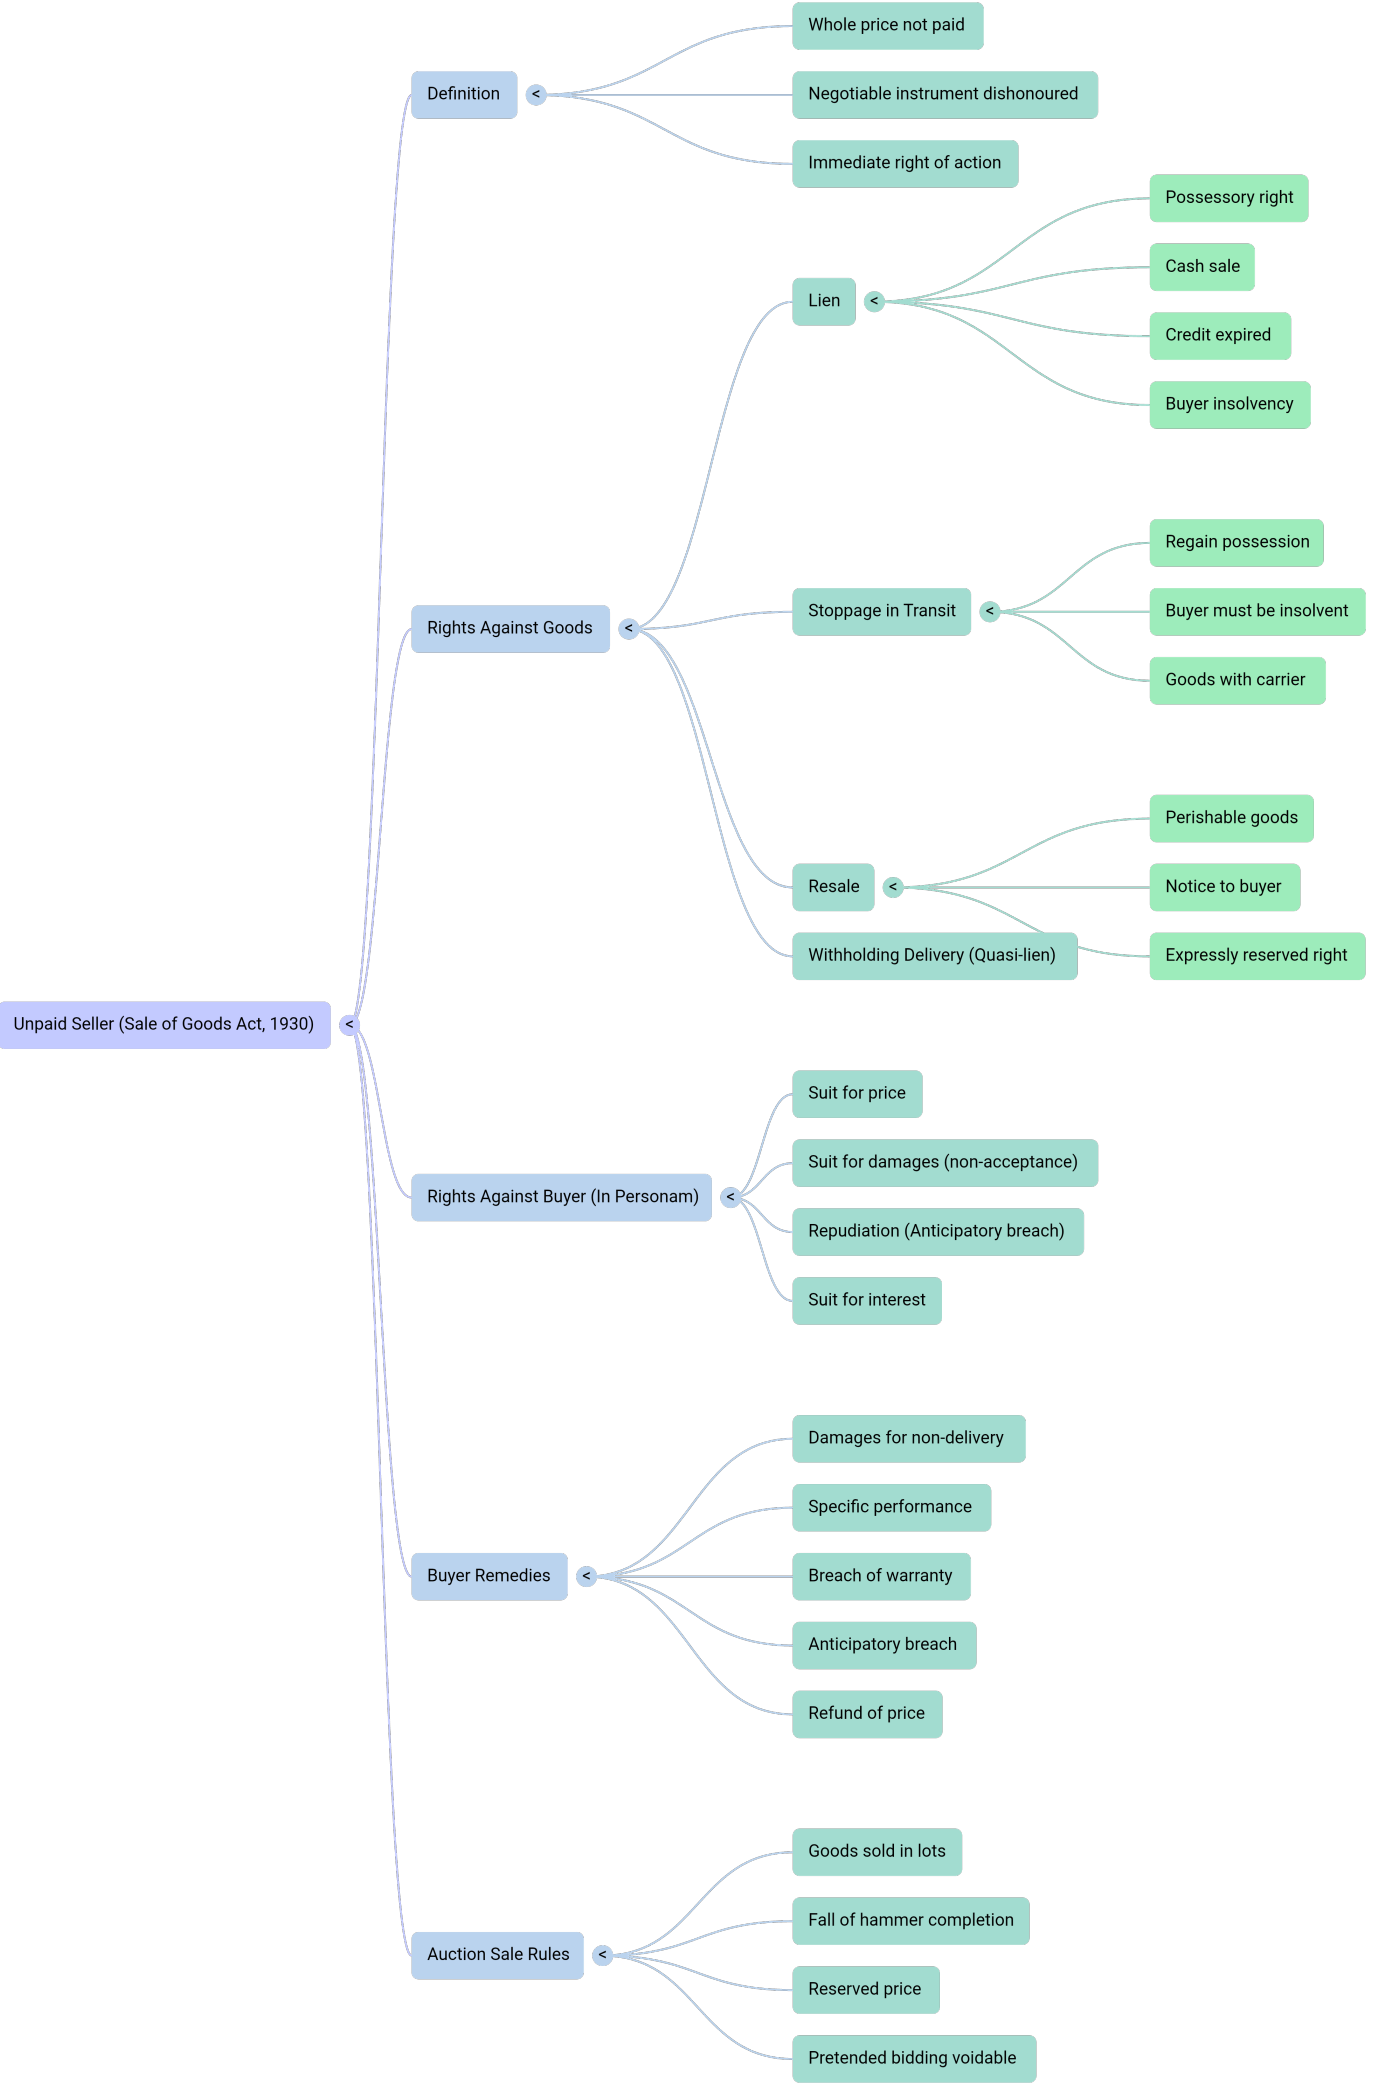 Unpaid Seller (Sale of Goods Act, 1930)
<
Definition
<
Whole price not paid
Negotiable instrument dishonoured
Immediate right of action
Rights Against Goods
<
Lien
<
Possessory right
Cash sale
Credit expired
Buyer insolvency
Stoppage in Transit
<
Regain possession
Buyer must be insolvent
Goods with carrier
Resale
<
Perishable goods
Notice to buyer
Expressly reserved right
Withholding Delivery (Quasi-lien)
Rights Against Buyer (In Personam)
<
Suit for price
Suit for damages (non-acceptance)
Repudiation (Anticipatory breach)
Suit for interest
Buyer Remedies
<
Damages for non-delivery
Specific performance
Breach of warranty
Anticipatory breach
Refund of price
Auction Sale Rules
<
Goods sold in lots
Fall of hammer completion
Reserved price
Pretended bidding voidable